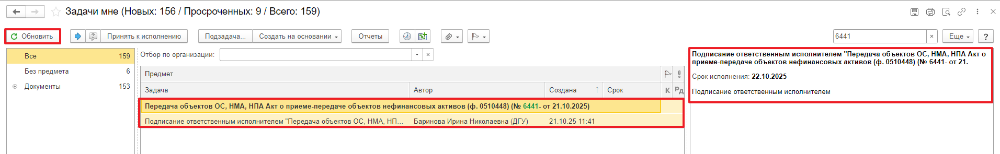 Задачи мне (Новых: 156 / Просроченных: 9 / Всего: 159)
Обновить Принять к исполнению Подзадача... Создать на основании Отчеты 6441 × Еще ?
Все 159
Без предмета 6
Документы 153
Отбор по организации: ×
Предмет
Задача Автор Создана ↑ Срок К Рд
Передача объектов ОС, НМА, НПА Акт о приеме-передаче объектов нефинансовых активов (ф. 0510448) (№ 6441- от 21.10.2025)
Подписание ответственным исполнителем "Передача объектов ОС, НМА, НП... Баринова Ирина Николаевна (ДГУ) 21.10.25 11:41
Подписание ответственным исполнителем "Передача объектов ОС, НМА, НПА Акт о
приеме-передаче объектов нефинансовых активов (ф. 0510448) (№ 6441- от 21.
Срок исполнения: 22.10.2025
Подписание ответственным исполнителем